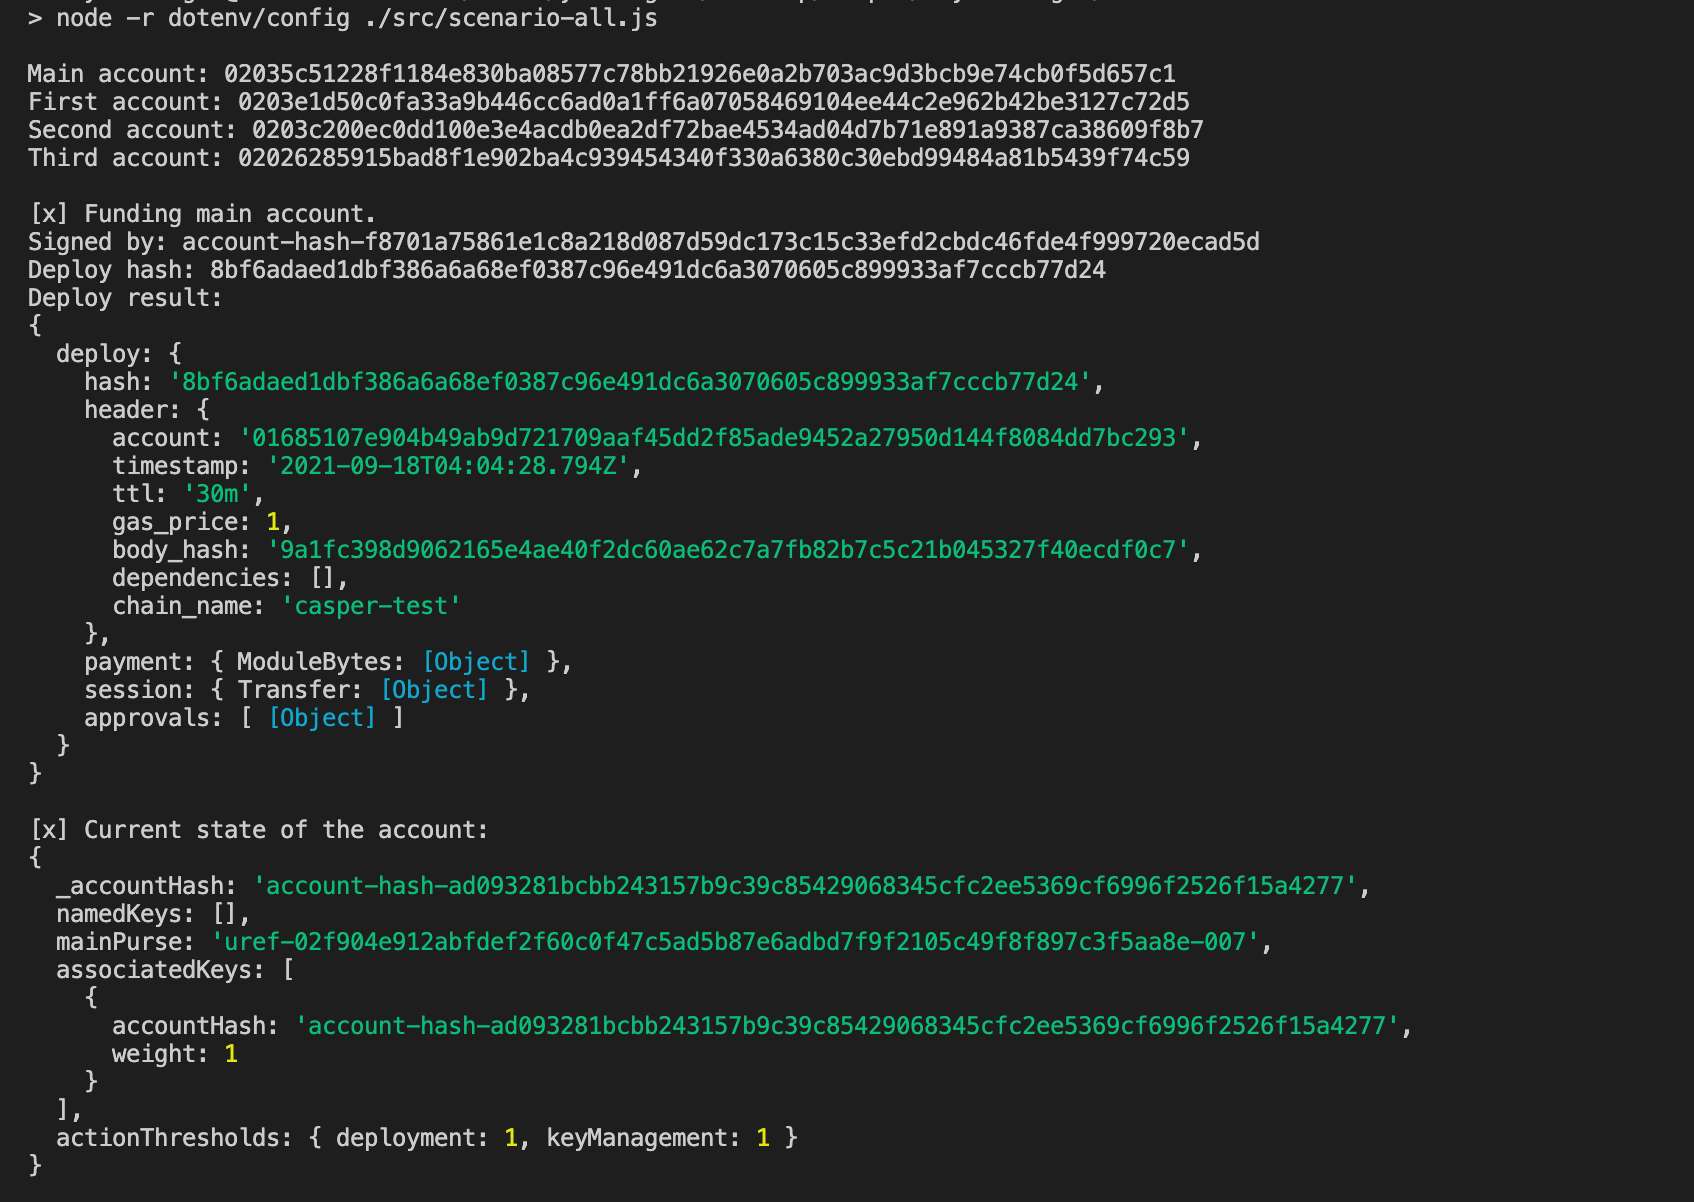 > node -r dotenv/config ./src/scenario-all.js
Main account: 02035c51228f1184e830ba08577c78bb21926e0a2b703ac9d3bcb9e74cb0f5d657c1
First account: 0203e1d50c0fa33a9b446cc6ad0a1ff6a07058469104ee44c2e962b42be3127c72d5
Second account: 0203c200ec0dd100e3e4acdb0ea2df72bae4534ad04d7b71e891a9387ca38609f8b7
Third account: 02026285915bad8f1e902ba4c939454340f330a6380c30ebd99484a81b5439f74c59
[x] Funding main account.
Signed by: account-hash-f8701a75861e1c8a218d087d59dc173c15c33efd2cbdc46fde4f999720ecad5d
Deploy hash: 8bf6adaed1dbf386a6a68ef0387c96e491dc6a3070605c899933af7cccb77d24
Deploy result:
{
  deploy: {
    hash: '8bf6adaed1dbf386a6a68ef0387c96e491dc6a3070605c899933af7cccb77d24',
    header: {
      account: '01685107e904b49ab9d721709aaf45dd2f85ade9452a27950d144f8084dd7bc293',
      timestamp: '2021-09-18T04:04:28.794Z',
      ttl: '30m',
      gas_price: 1,
      body_hash: '9a1fc398d9062165e4ae40f2dc60ae62c7a7fb82b7c5c21b045327f40ecdf0c7',
      dependencies: [],
      chain_name: 'casper-test'
    },
    payment: { ModuleBytes: [Object] },
    session: { Transfer: [Object] },
    approvals: [ [Object] ]
  }
}
[x] Current state of the account:
{
  _accountHash: 'account-hash-ad093281bcbb243157b9c39c85429068345cfc2ee5369cf6996f2526f15a4277',
  namedKeys: [],
  mainPurse: 'uref-02f904e912abfdef2f60c0f47c5ad5b87e6adbd7f9f2105c49f8f897c3f5aa8e-007',
  associatedKeys: [
    {
      accountHash: 'account-hash-ad093281bcbb243157b9c39c85429068345cfc2ee5369cf6996f2526f15a4277',
      weight: 1
    }
  ],
  actionThresholds: { deployment: 1, keyManagement: 1 }
}